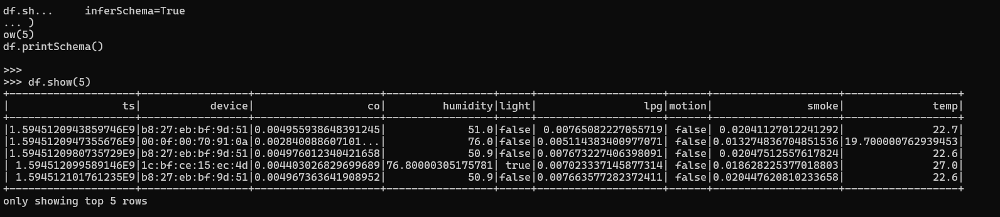 df.sh...     inferSchema=True
... )
ow(5)
df.printSchema()
>>>
>>> df.show(5)
+--------------------+-----------------+--------------------+-----------------+-----+--------------------+------+--------------------+------------------+
|                  ts|           device|                  co|         humidity|light|                 lpg|motion|               smoke|              temp|
+--------------------+-----------------+--------------------+-----------------+-----+--------------------+------+--------------------+------------------+
|1.5945120943859746E9|b8:27:eb:bf:9d:51|0.004955938648391245|             51.0|false| 0.00765082227055719| false| 0.02041127012241292|              22.7|
|1.5945120947355676E9|00:0f:00:70:91:0a|0.002840088607101...|             76.0|false|0.005114383400977071| false|0.013274836704851536|19.700000762939453|
|1.5945120980735729E9|b8:27:eb:bf:9d:51|0.004976012340421658|             50.9|false|0.007673227406398091| false| 0.02047512557617824|              22.6|
| 1.594512099589146E9|1c:bf:ce:15:ec:4d|0.004403026829699689|76.80000305175781| true|0.007023337145877314| false|0.018628225377018803|              27.0|
| 1.594512101761235E9|b8:27:eb:bf:9d:51|0.004967363641908952|             50.9|false|0.007663577282372411| false|0.020447620810233658|              22.6|
+--------------------+-----------------+--------------------+-----------------+-----+--------------------+------+--------------------+------------------+
only showing top 5 rows